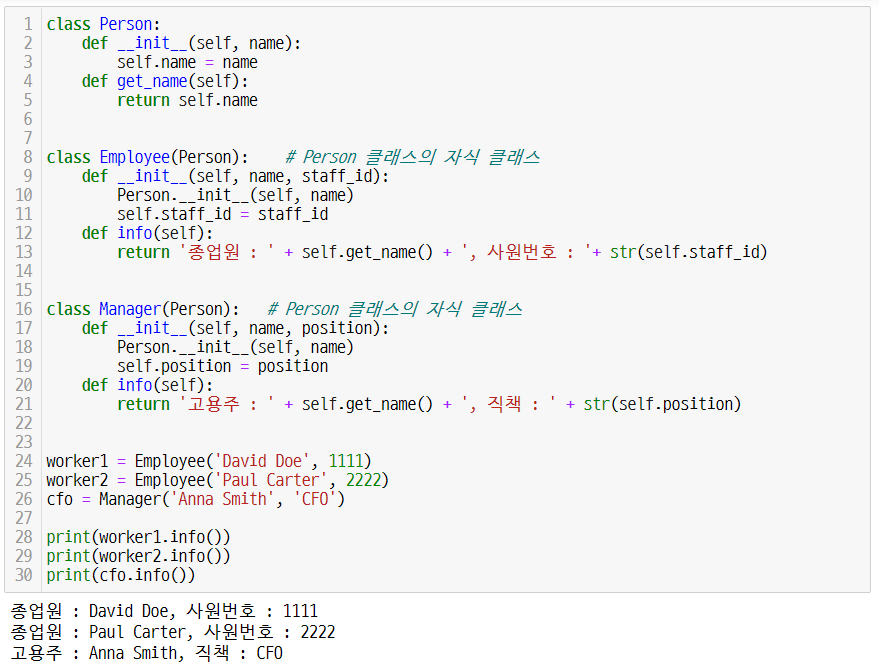 1 class Person:
2     def __init__(self, name):
3         self.name = name
4     def get_name(self):
5         return self.name
6
7
8 class Employee(Person):    # Person 클래스의 자식 클래스
9     def __init__(self, name, staff_id):
10         Person.__init__(self, name)
11         self.staff_id = staff_id
12     def info(self):
13         return '종업원 : ' + self.get_name() + ', 사원번호 : '+ str(self.staff_id)
14
15
16 class Manager(Person):   # Person 클래스의 자식 클래스
17     def __init__(self, name, position):
18         Person.__init__(self, name)
19         self.position = position
20     def info(self):
21         return '고용주 : ' + self.get_name() + ', 직책 : ' + str(self.position)
22
23
24 worker1 = Employee('David Doe', 1111)
25 worker2 = Employee('Paul Carter', 2222)
26 cfo = Manager('Anna Smith', 'CFO')
27
28 print(worker1.info())
29 print(worker2.info())
30 print(cfo.info())
종업원 : David Doe, 사원번호 : 1111
종업원 : Paul Carter, 사원번호 : 2222
고용주 : Anna Smith, 직책 : CFO